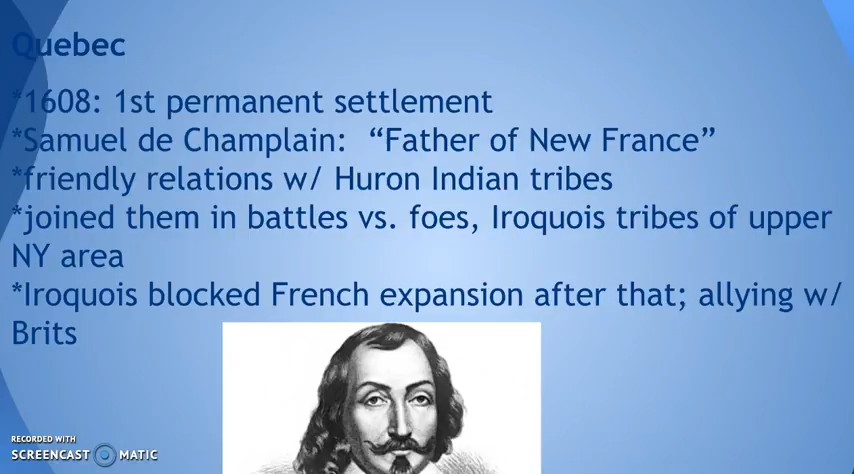 Quebec
*1608: 1st permanent settlement
*Samuel de Champlain: “Father of New France”
*friendly relations w/ Huron Indian tribes
*joined them in battles vs. foes, Iroquois tribes of upper
NY area
*Iroquois blocked French expansion after that; allying w/
Brits
RECORDED WITH
SCREENCAST MATIC